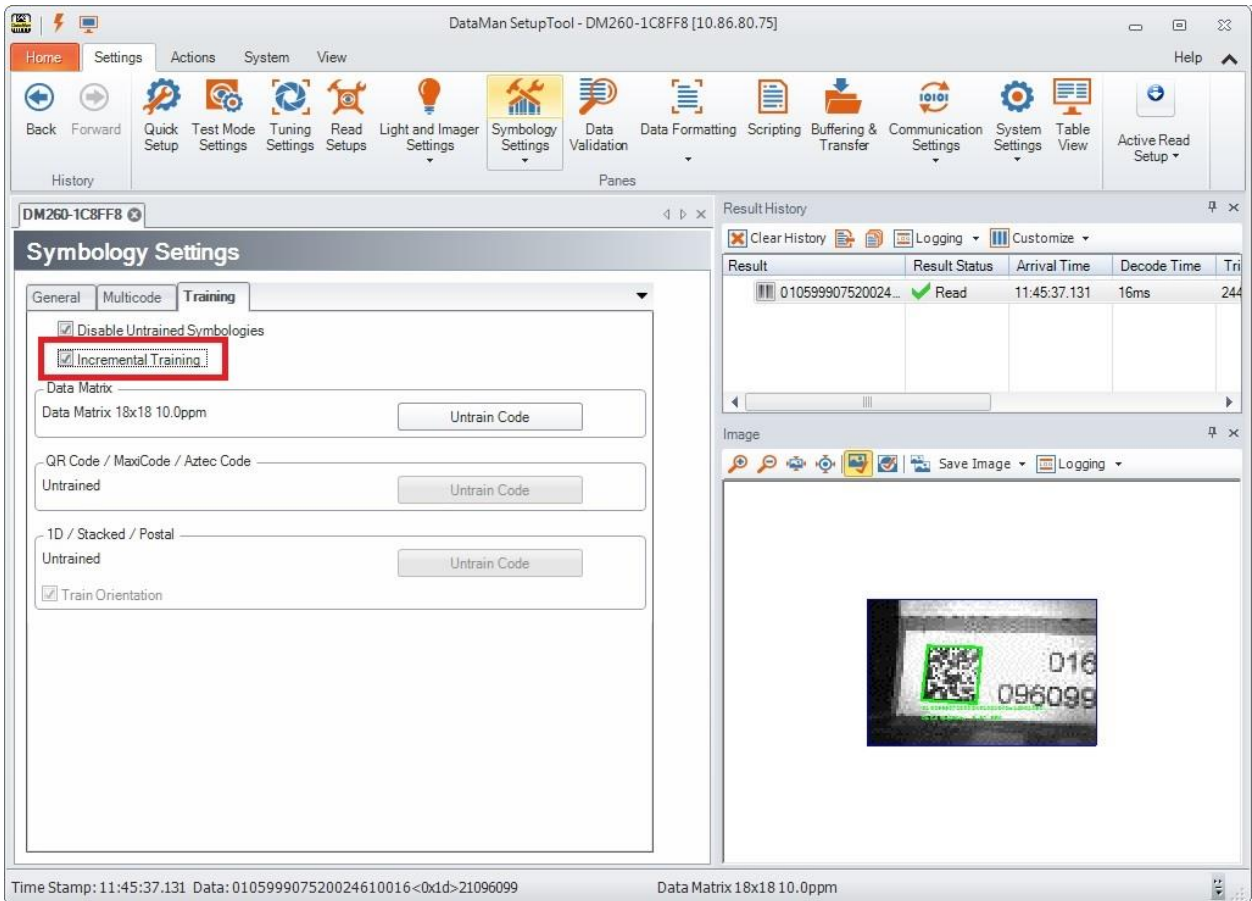 DataMan SetupTool - DM260-1C8FF8 [10.86.80.75]
Home Settings Actions System View Help
Back Forward Quick Setup Test Mode Settings Tuning Settings Read Setups Light and Imager Settings Symbology Settings Data Validation Data Formatting Scripting Buffering & Transfer Communication Settings System Settings Table View Active Read Setup
History Panes
DM260-1C8FF8
Symbology Settings
General Multicode Training
Disable Untrained Symbologies
Incremental Training
Data Matrix
Data Matrix 18x18 10.0ppm Untrain Code
QR Code / MaxiCode / Aztec Code
Untrained Untrain Code
1D / Stacked / Postal
Untrained Untrain Code
Train Orientation
Result History
Clear History Logging Customize
Result Result Status Arrival Time Decode Time Tri
010599907520024... Read 11:45:37.131 16ms 244
Image
Save Image Logging
016
096099
Time Stamp: 11:45:37.131 Data: 010599907520024610016<0x1d>21096099 Data Matrix 18x18 10.0ppm